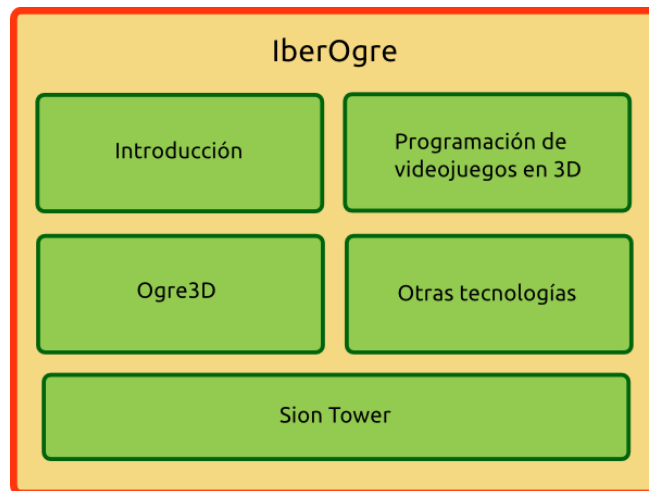 IberOgre
Introducción
Programación de
videojuegos en 3D
Ogre3D
Otras tecnologías
Sion Tower